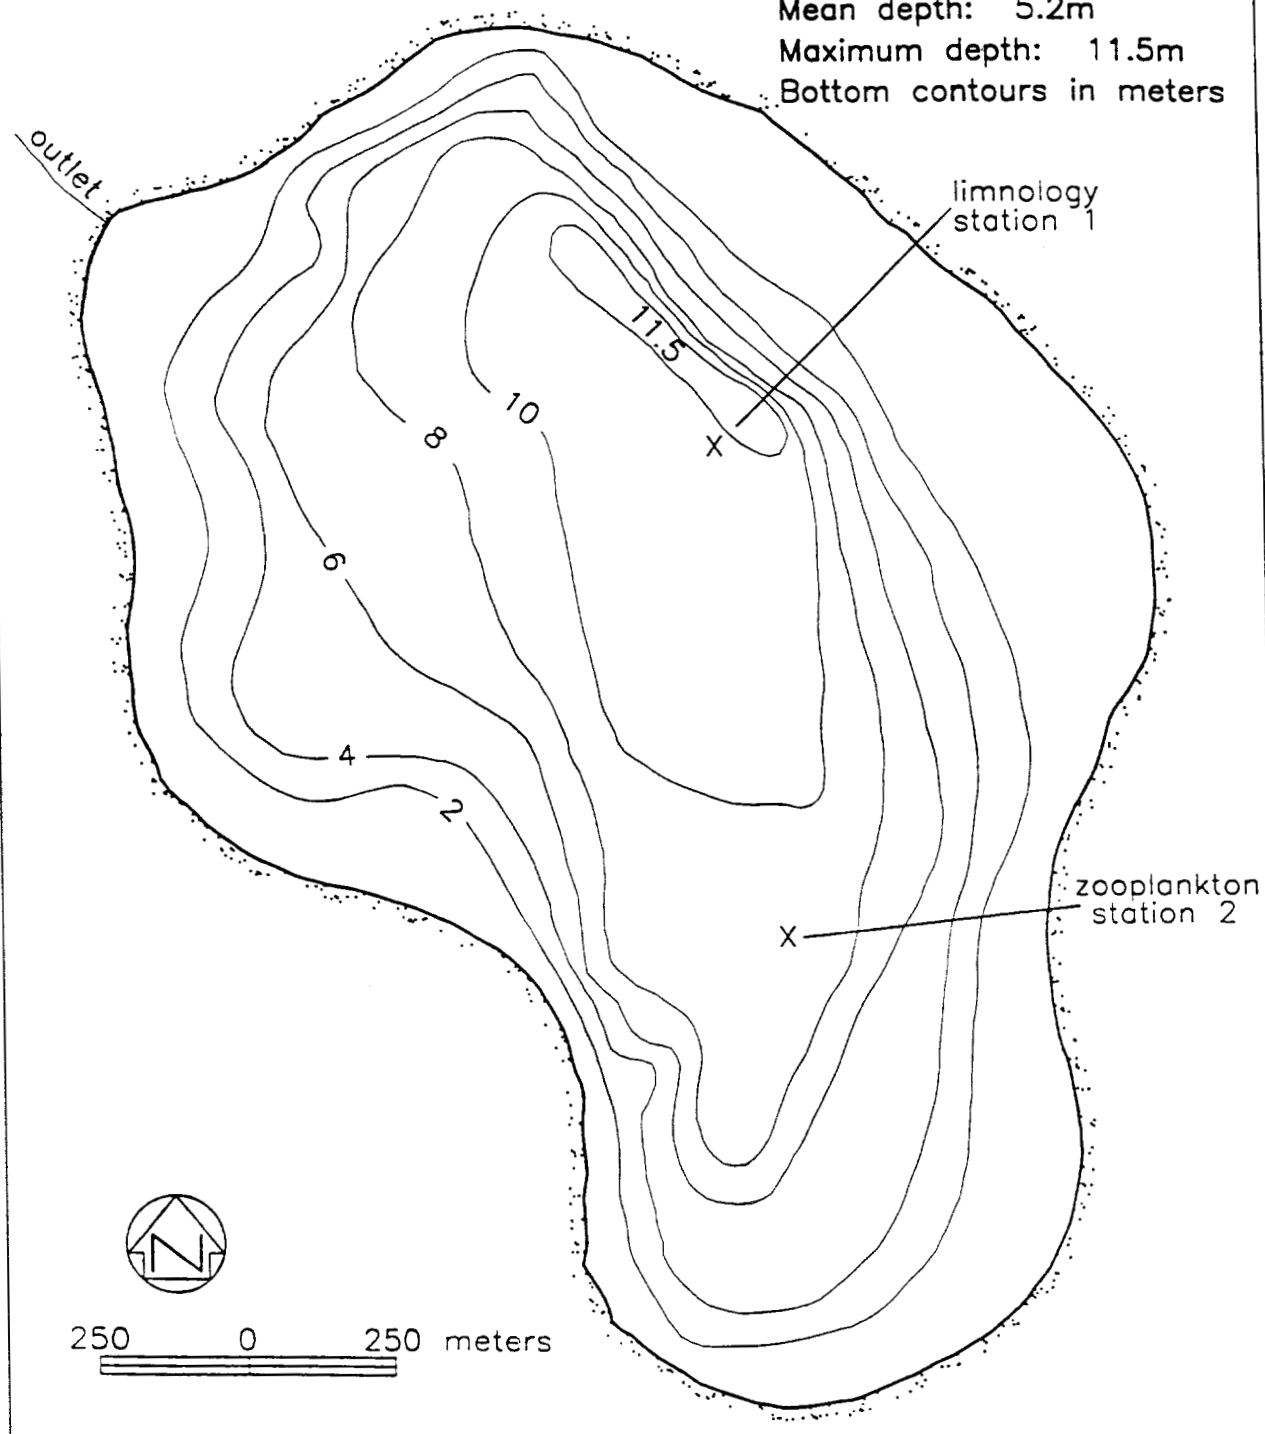 Mean depth: 5.2m
Maximum depth: 11.5m
Bottom contours in meters
outlet
limnology
station 1
11.5
10
8
6
4
2
zooplankton
station 2
X
X
N
250 0 250 meters